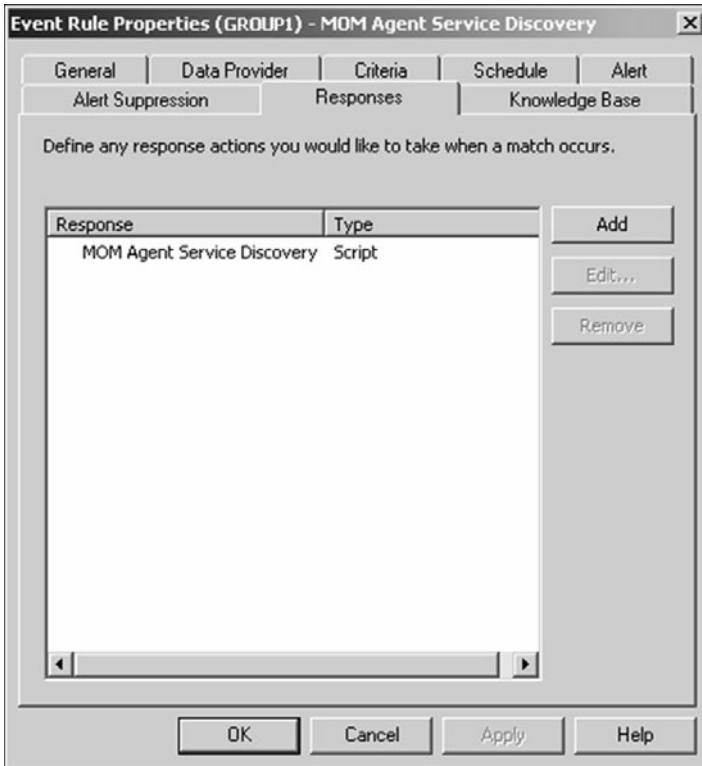 Event Rule Properties (GROUP1) - MOM Agent Service Discovery
General Data Provider Criteria Schedule Alert
Alert Suppression Responses Knowledge Base
Define any response actions you would like to take when a match occurs.
Response Type Add
MOM Agent Service Discovery Script
Edit...
Remove
OK Cancel Apply Help